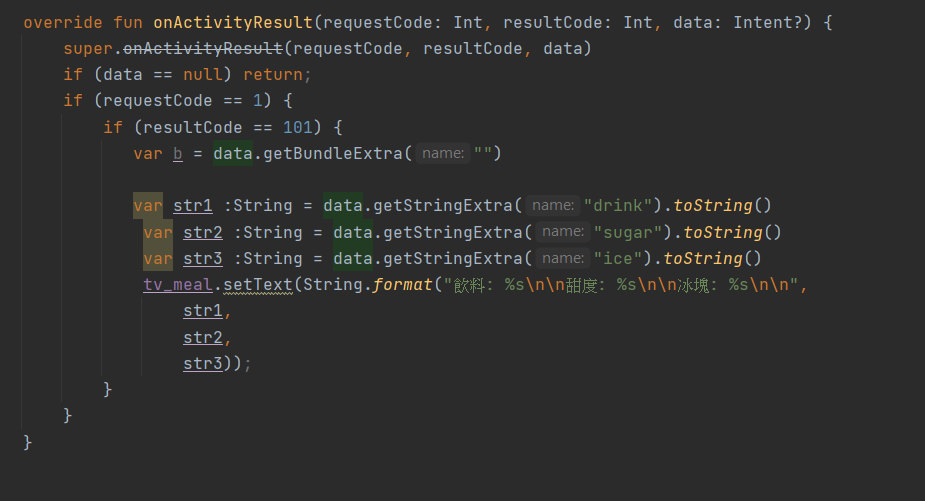 override fun onActivityResult(requestCode: Int, resultCode: Int, data: Intent?) {
super.onActivityResult(requestCode, resultCode, data)
if (data == null) return;
if (requestCode == 1) {
if (resultCode == 101) {
var b = data.getBundleExtra( name: "")
var str1 :String = data.getStringExtra( name: "drink").toString()
var str2 :String = data.getStringExtra( name: "sugar").toString()
var str3 :String = data.getStringExtra( name: "ice").toString()
tv_meal.setText(String.format("飲料: %s\n\n甜度: %s\n\n冰塊: %s\n\n",
str1,
str2,
str3));
}
}
}